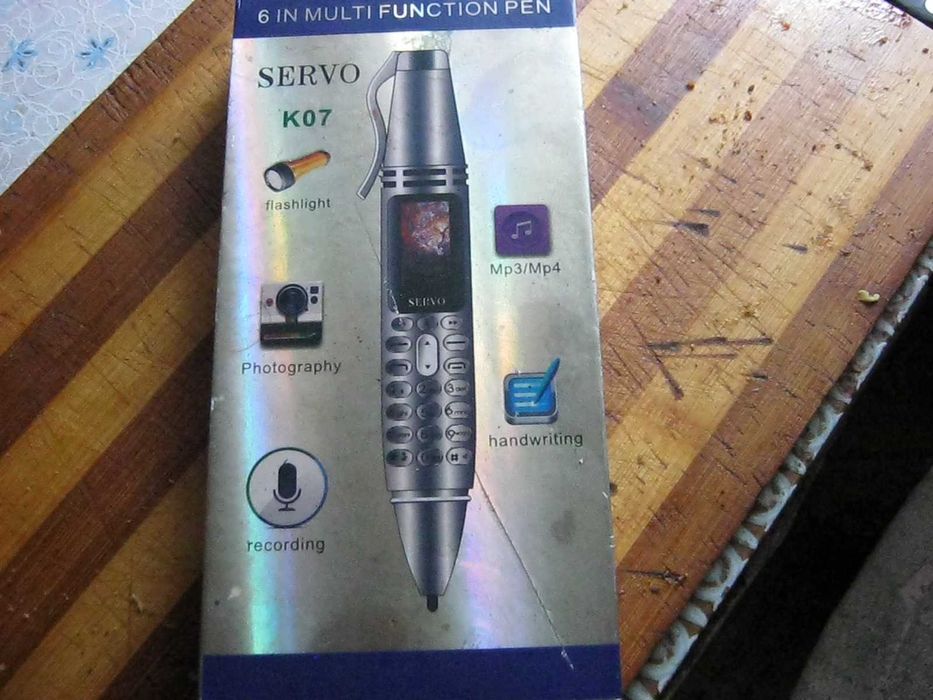 6 IN MULTI FUNCTION PEN
SERVO
K07
flashlight
Mp3/Mp4
SERVO
Photography
handwriting
recording